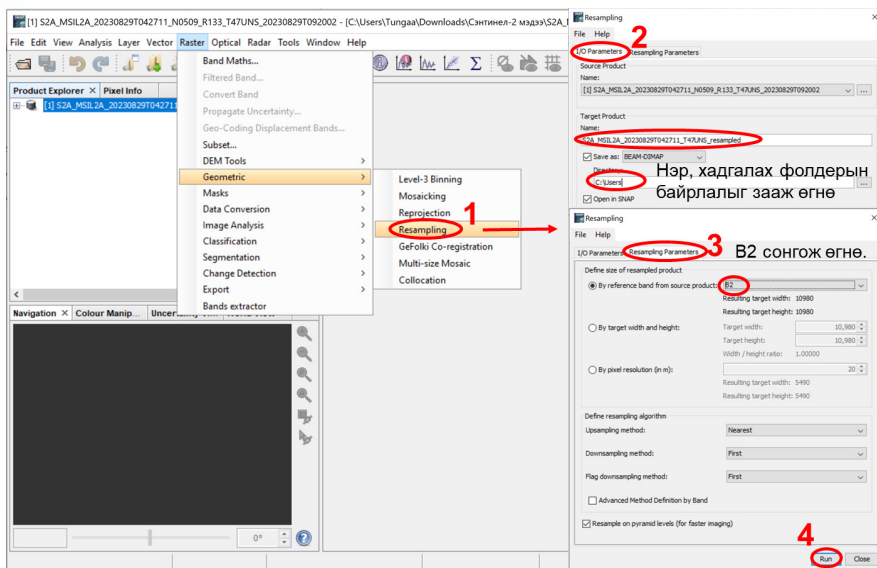 [1] S2A_MSIL2A_20230829T042711_N0509_R133_T47UNS_20230829T092002 - [C:\Users\Tungaa\Downloads\Сэнтинел-2 мэдээ\S2A_
File Edit View Analysis Layer Vector Raster Optical Radar Tools Window Help
Product Explorer × Pixel Info
[1] S2A_MSIL2A_20230829T042711
Band Maths...
Filtered Band...
Convert Band
Propagate Uncertainty...
Geo-Coding Displacement Bands...
Subset...
DEM Tools
Geometric
Masks
Data Conversion
Image Analysis
Classification
Segmentation
Change Detection
Export
Bands extractor
Level-3 Binning
Mosaicking
Reprojection
1
Resampling
GeFolki Co-registration
Multi-size Mosaic
Collocation
Navigation × Colour Manip...
0°
Resampling
File Help
2
I/O Parameters Resampling Parameters
Source Product
Name:
[1] S2A_MSIL2A_20230829T042711_N0509_R133_T47UNS_20230829T092002
Target Product
Name:
S2A_MSIL2A_20230829T042711_T47UNS_resampled
Save as: BEAM-DIMAP
Directory:
C:\Users
Нэр, хадгалах фолдерын
байрлалыг зааж өгнө
Open in SNAP
Resampling
File Help
I/O Parameters Resampling Parameters
3
B2 сонгож өгнө.
Define size of resampled product
By reference band from source product: B2
Resulting target width: 10980
Resulting target height: 10980
By target width and height:
Target width: 10,980
Target height: 10,980
Width / height ratio: 1.00000
By pixel resolution (in m): 20
Resulting target width: 5490
Resulting target height: 5490
Define resampling algorithm
Upsampling method: Nearest
Downsampling method: First
Flag downsampling method: First
Advanced Method Definition by Band
Resample on pyramid levels (for faster imaging)
4
Run Close